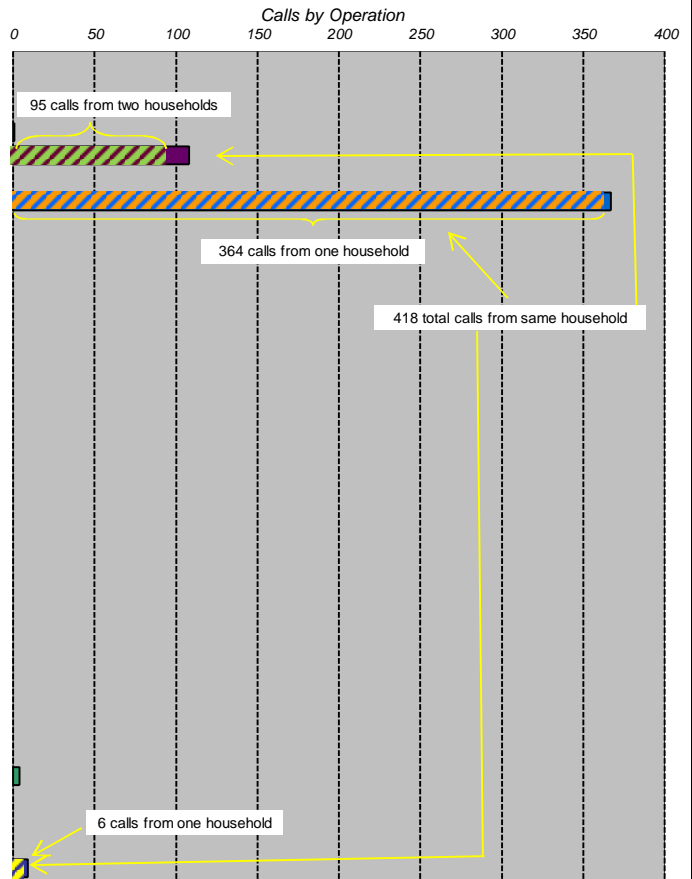 Calls by Operation
0 50 100 150 200 250 300 350 400
95 calls from two households
364 calls from one household
418 total calls from same household
6 calls from one household